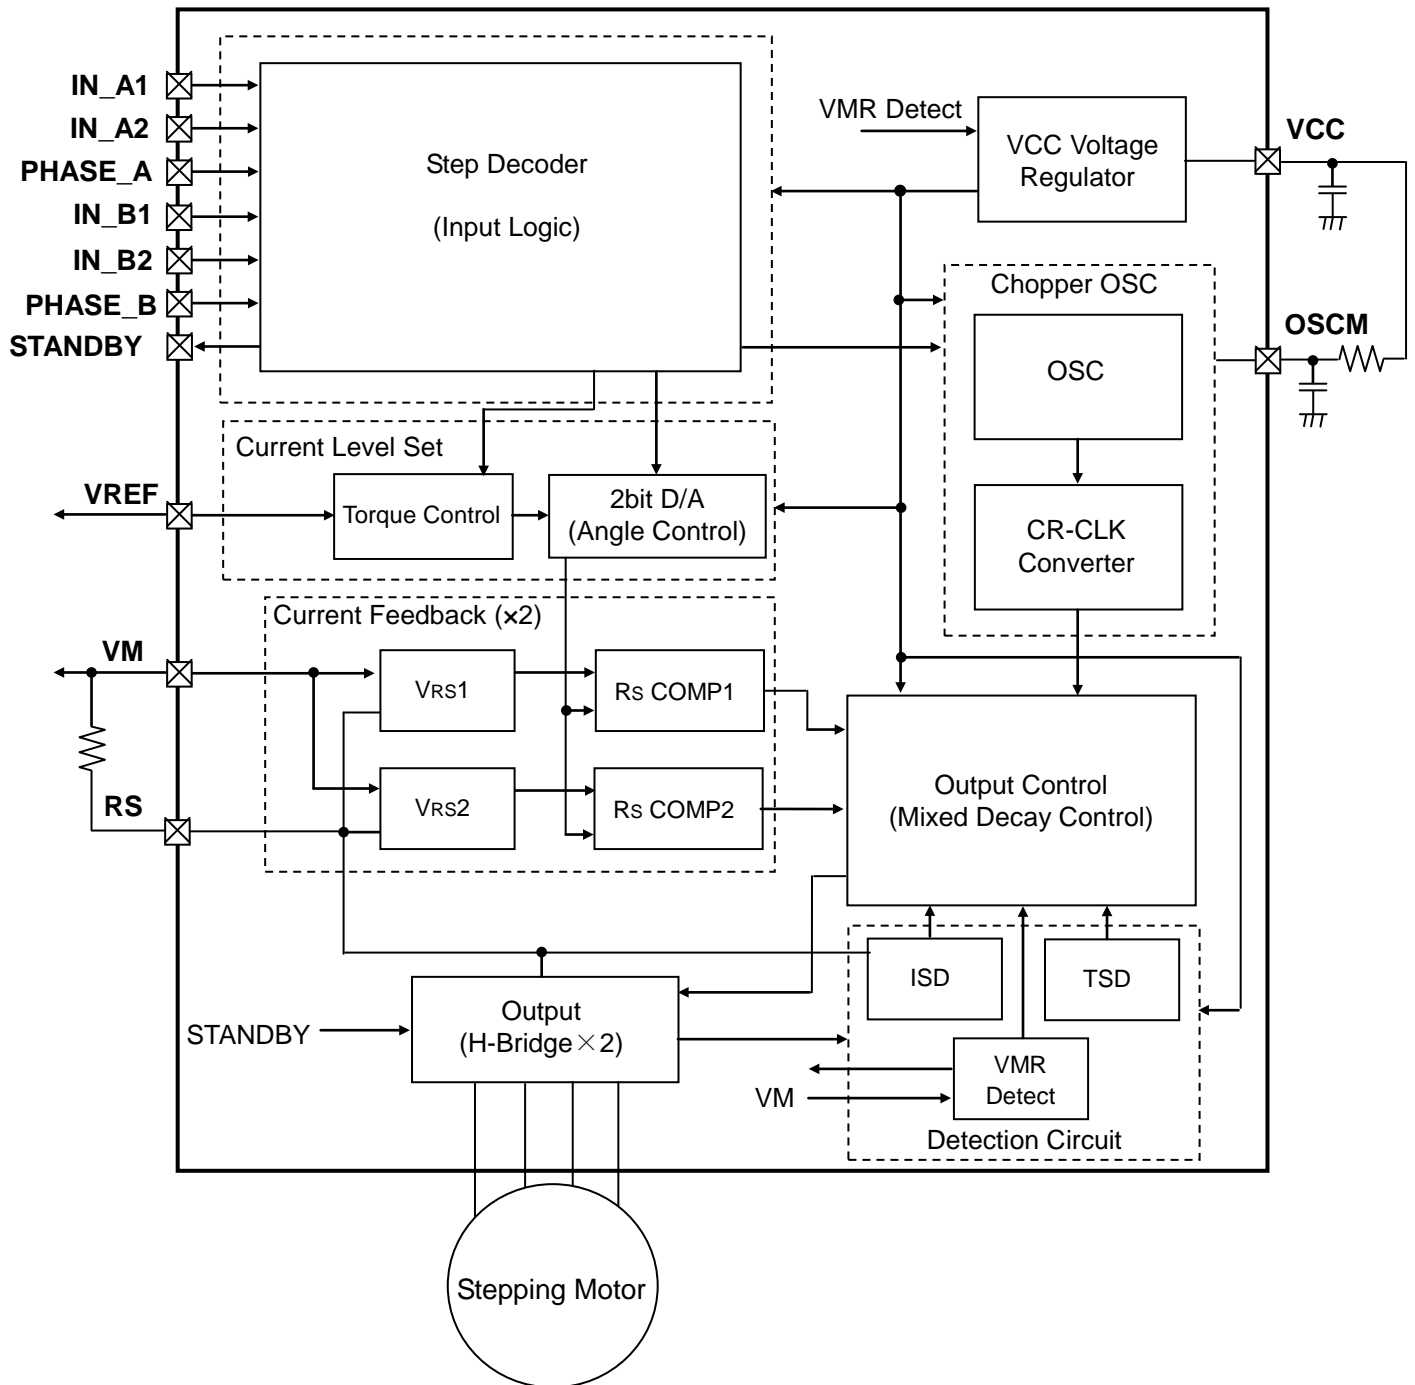 IN_A1
IN_A2
PHASE_A
IN_B1
IN_B2
PHASE_B
STANDBY
Step Decoder
(Input Logic)
VMR Detect
VCC Voltage
Regulator
VCC
Chopper OSC
OSC
CR-CLK
Converter
OSCM
Current Level Set
VREF
Torque Control
2bit D/A
(Angle Control)
Current Feedback (×2)
VM
VRS1
RS COMP1
VRS2
RS COMP2
RS
Output Control
(Mixed Decay Control)
ISD
TSD
STANDBY
Output
(H-Bridge×2)
VM
VMR
Detect
Detection Circuit
Stepping Motor